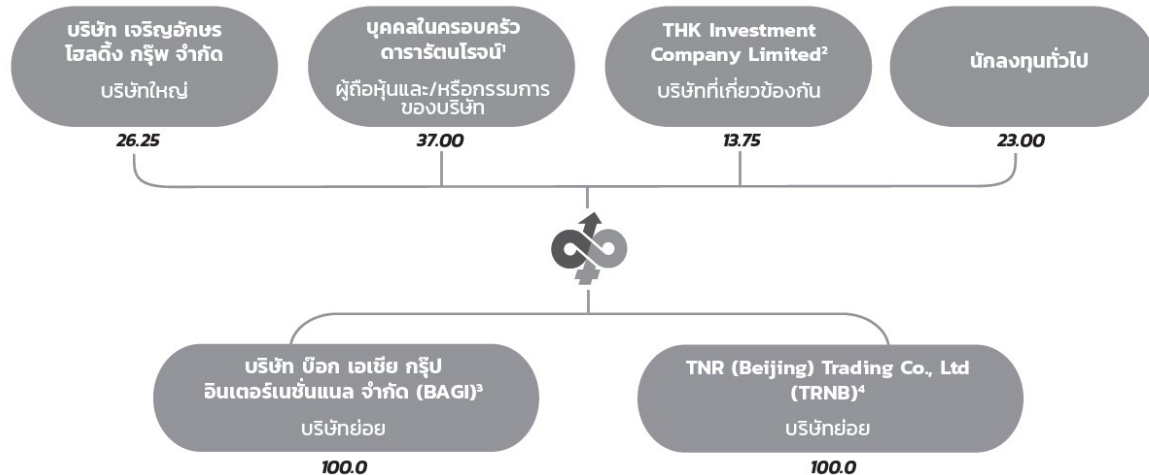 บริษัท เจริญอักษร
โฮลดิ้ง กรุ๊พ จำกัด
บริษัทใหญ่
26.25
บุคคลในครอบครัว
ดารารัตนโรจน์¹
ผู้ถือหุ้นและ/หรือกรรมการ
ของบริษัท
37.00
THK Investment
Company Limited²
บริษัทที่เกี่ยวข้องกัน
13.75
นักลงทุนทั่วไป
23.00
บริษัท บ๊อก เอเชีย กรุ๊ป
อินเตอร์เนชั่นแนล จำกัด (BAGI)³
บริษัทย่อย
100.0
TNR (Beijing) Trading Co., Ltd
(TRNB)⁴
บริษัทย่อย
100.0